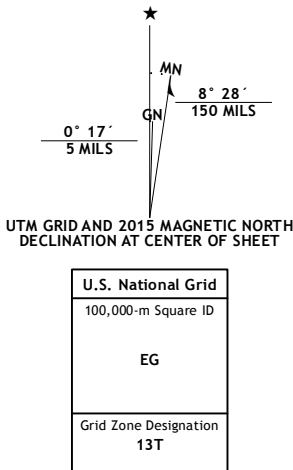 ★
MN
GN
8° 28´
150 MILS
0° 17´
5 MILS
UTM GRID AND 2015 MAGNETIC NORTH
DECLINATION AT CENTER OF SHEET
U.S. National Grid
100,000-m Square ID
EG
Grid Zone Designation
13T